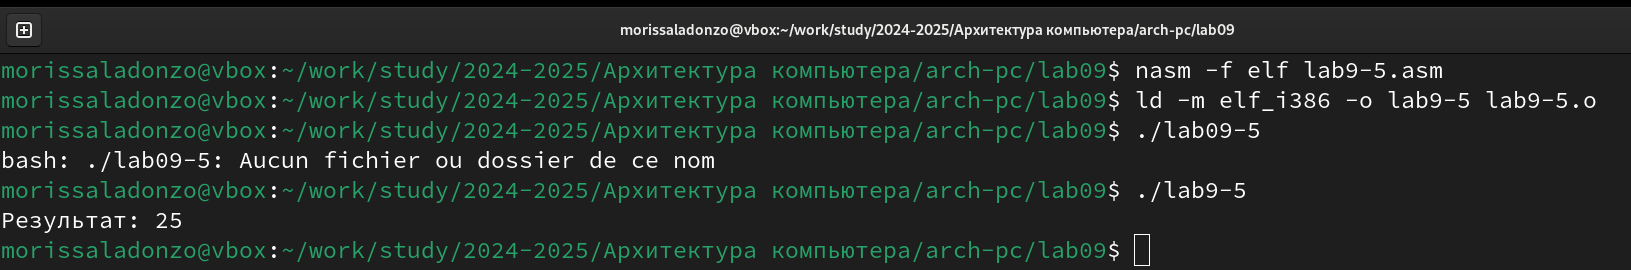 morissaladonzo@vbox:~/work/study/2024-2025/Архитектура компьютера/arch-pc/lab09
morissaladonzo@vbox:~/work/study/2024-2025/Архитектура компьютера/arch-pc/lab09$ nasm -f elf lab9-5.asm
morissaladonzo@vbox:~/work/study/2024-2025/Архитектура компьютера/arch-pc/lab09$ ld -m elf_i386 -o lab9-5 lab9-5.o
morissaladonzo@vbox:~/work/study/2024-2025/Архитектура компьютера/arch-pc/lab09$ ./lab09-5
bash: ./lab09-5: Aucun fichier ou dossier de ce nom
morissaladonzo@vbox:~/work/study/2024-2025/Архитектура компьютера/arch-pc/lab09$ ./lab9-5
Результат: 25
morissaladonzo@vbox:~/work/study/2024-2025/Архитектура компьютера/arch-pc/lab09$